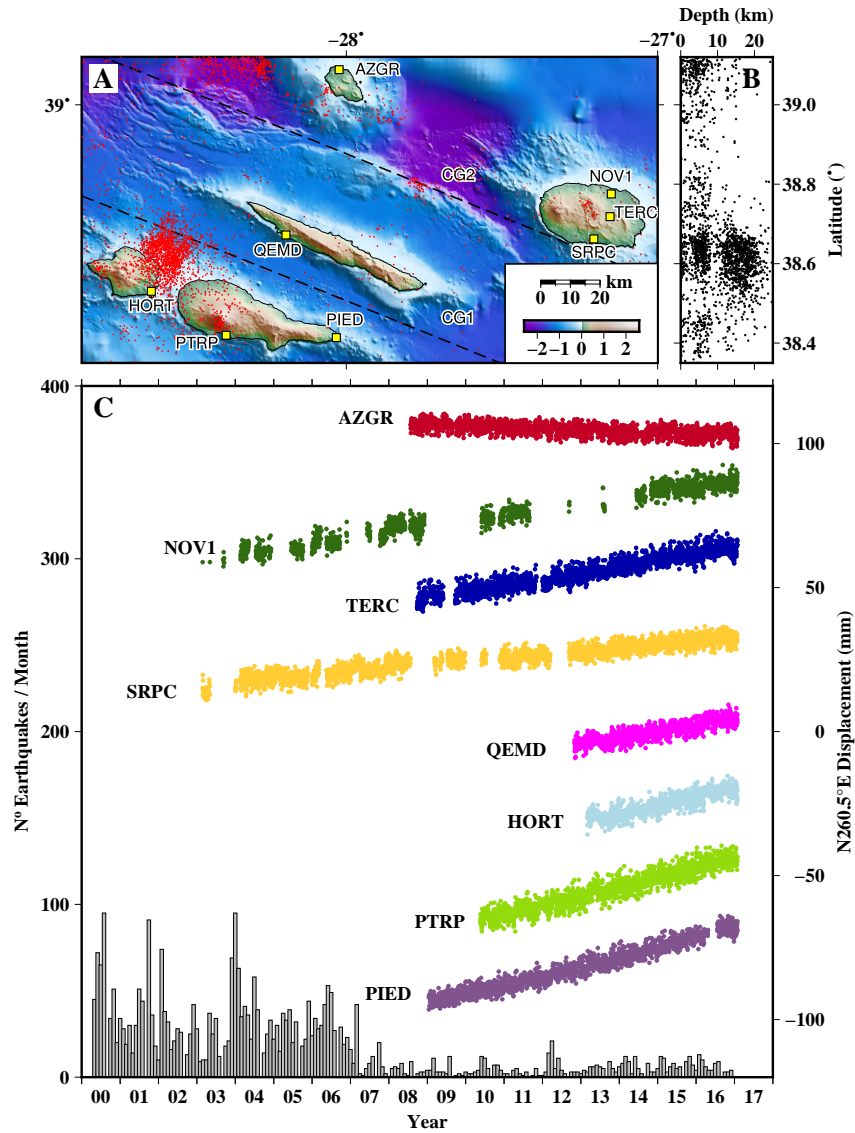 Depth (km)
−28
−27
0 10 20
A
AZGR
B
39°
39.0
CG2
NOV1
38.8
TERC
QEMD
SRPC
Latitude (°)
38.6
HORT
0 10 20
km
CG1
PIED
PTRP
−2 −1 0 1 2
38.4
400
C
AZGR
100
NOV1
300
TERC
50
SRPC
200
0
QEMD
HORT
Nº Earthquakes / Month
N260.5°E Displacement (mm)
−50
100
PTRP
PIED
−100
0
00 01 02 03 04 05 06 07 08 09 10 11 12 13 14 15 16 17
Year